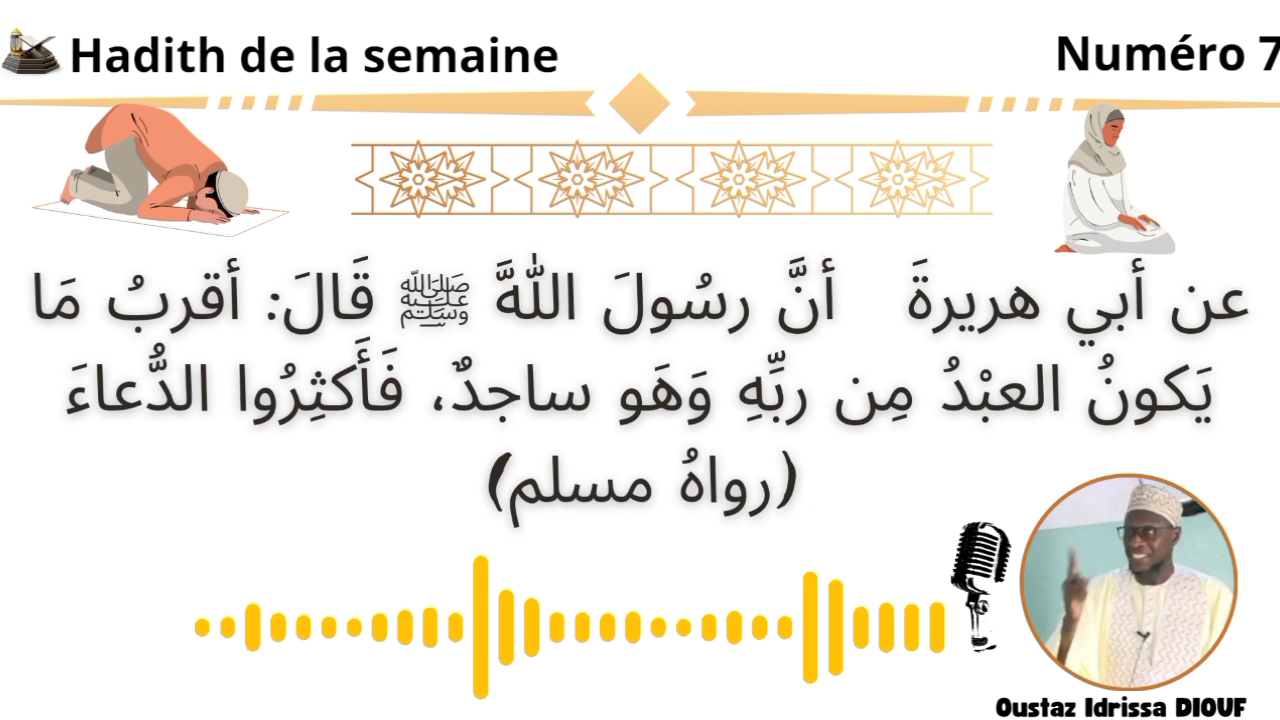 Hadith de la semaine
Numéro 7
عن أبي هريرةَ أنَّ رسُولَ اللهَّ ﷺ قَالَ: أقربُ مَا
يَكونُ العبْدُ مِن ربِّهِ وَهَو ساجدٌ، فَأَكثِرُوا الدُّعاءَ
(رواهُ مسلم)
Oustaz Idrissa DIOUF